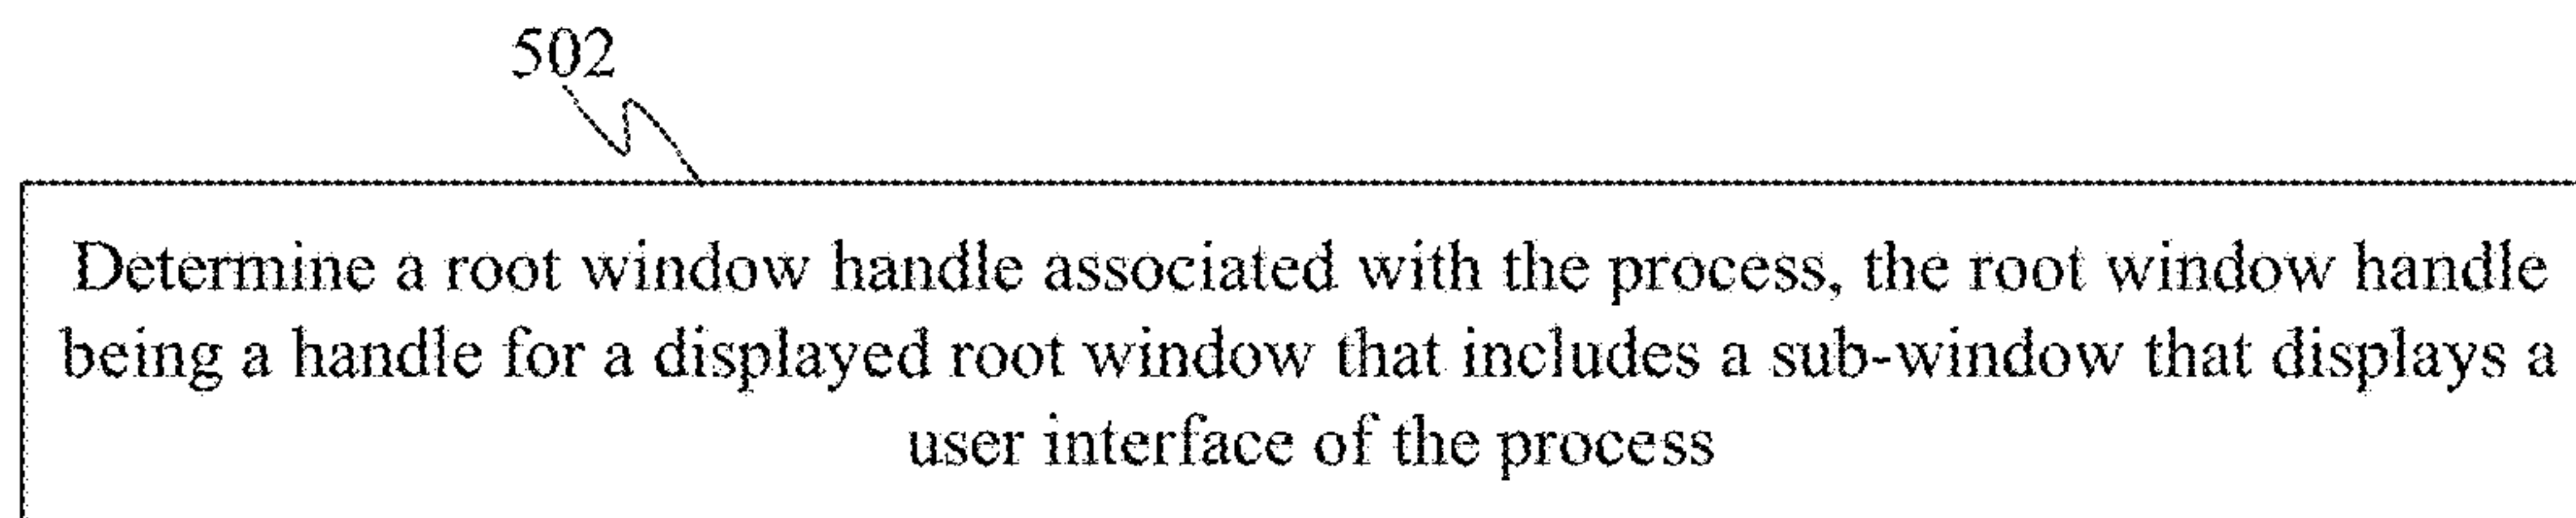 502
Determine a root window handle associated with the process, the root window handle
being a handle for a displayed root window that includes a sub-window that displays a
user interface of the process